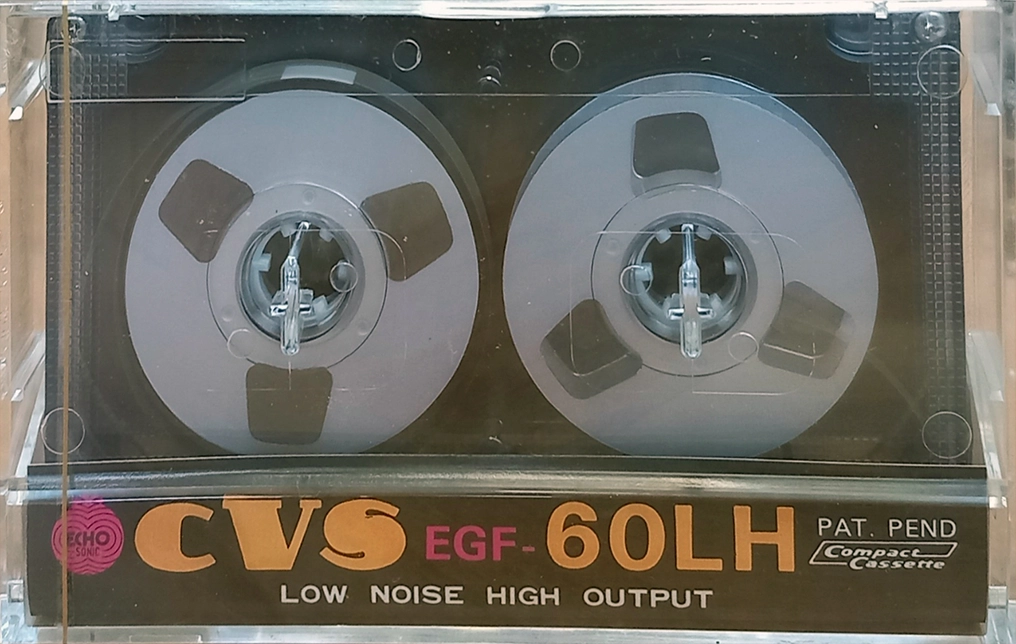 ECHO
SONIC
CVS EGF-60LH
PAT. PEND
Compact
Cassette
LOW NOISE HIGH OUTPUT